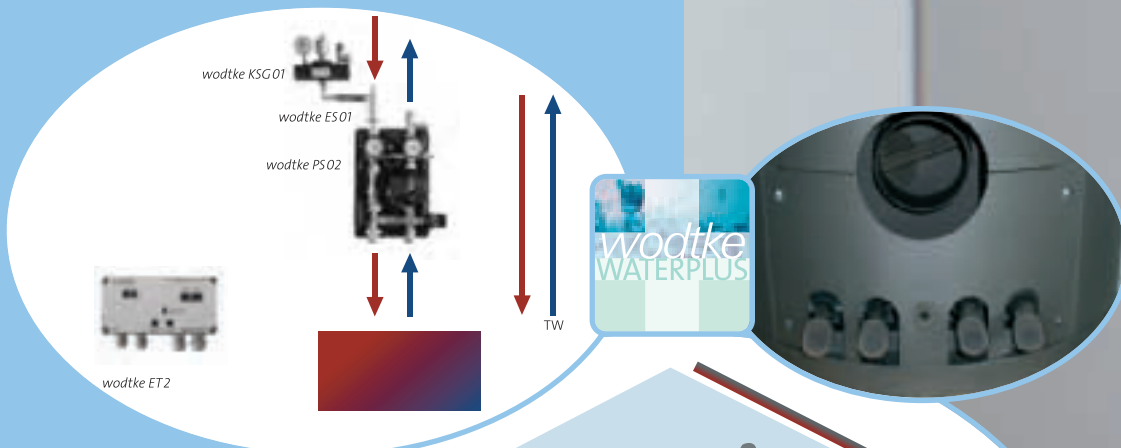 wodtke KSG01
wodtke ES01
wodtke PS02
wodtke
WATERPLUS
TW
wodtke ET2